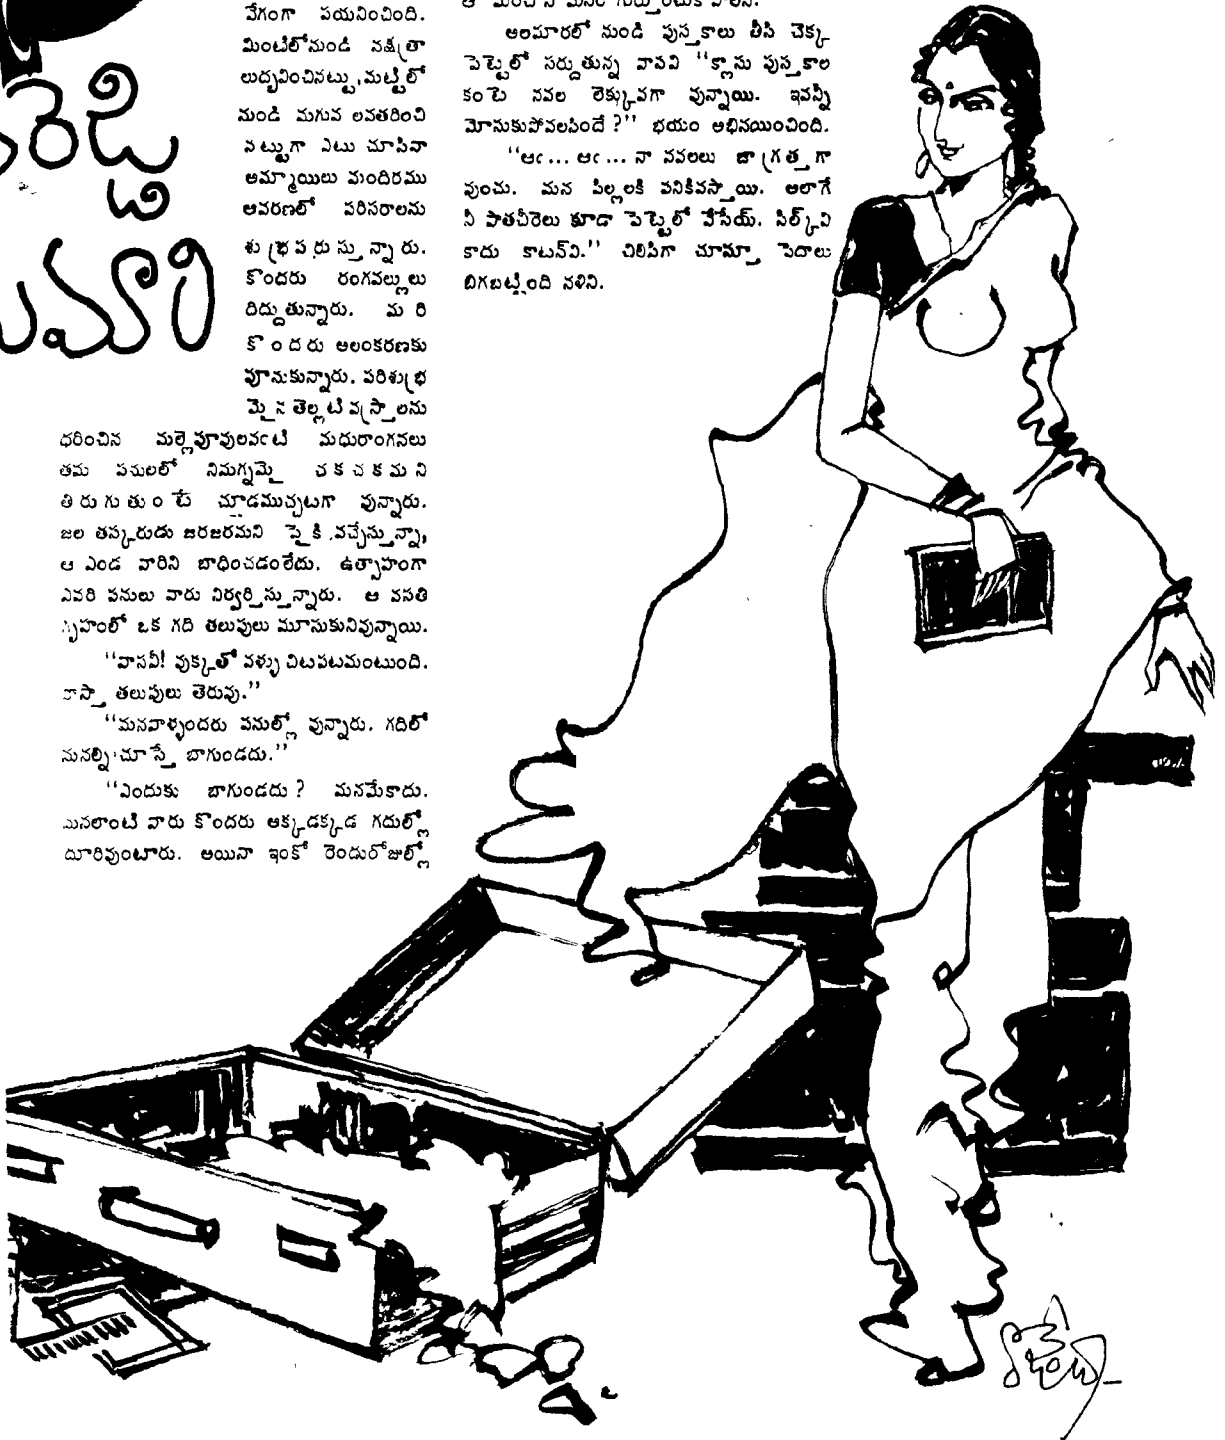 రెడ్డి
మారి
వేగంగా పయనించింది.
మింటిలోనుండి నక్షత్రా
లుద్భవించినట్టు, మట్టిలో
నుండి మగువ లవతరించి
నట్టుగా ఎటు చూసినా
అమ్మాయిలు మందిరము
ఆవరణలో పరిసరాలను
శుభ్రపరుస్తున్నారు.
కొందరు రంగవల్లులు
దిద్దుతున్నారు. మరి
కొందరు అలంకరణకు
పూనుకున్నారు. పరిశుభ్ర
మైన తెల్లటి వస్త్రాలను
ధరించిన మల్లెపూవులవంటి మధురాంగనలు
తమ పనులలో నిమగ్నమై చకచకమని
తిరుగుతుంటే చూడముచ్చటగా వున్నారు.
జల తస్కరుడు జరజరమని పైకి వచ్చేస్తున్నా,
ఆ ఎండ వారిని బాధించడంలేదు. ఉత్సాహంగా
ఎవరి పనులు వారు నిర్వర్తిస్తున్నారు. ఆ వసతి
గృహంలో ఒక గది తలుపులు మూసుకునివున్నాయి.
"వాసవీ! వుక్కతో వళ్ళు చిటపటమంటుంది.
కాస్తా తలుపులు తెరువు."
"మనవాళ్ళందరు పనుల్లో వున్నారు. గదిలో
మనల్ని చూస్తే బాగుండదు."
"ఎందుకు బాగుండదు? మనమేకాదు.
మనలాంటి వారు కొందరు అక్కడక్కడ గదుల్లో
దూరివుంటారు. అయినా ఇంకో రెండురోజుల్లో
అలమారలో నుండి పుస్తకాలు తీసి చెక్క
పెట్టెలో సర్దుతున్న వాసవి "క్లాను పుస్తకాల
కంటె నవల లెక్కువగా వున్నాయి. ఇవన్నీ
మోసుకుపోవలసిందే?" భయం అభినయించింది.
"ఆఁ... ఆఁ... నా నవలలు జాగ్రత్తగా
వుంచు. మన పిల్లలకి పనికివస్తాయి. అలాగే
నీ పాతచీరెలు కూడా పెట్టెలో వేసేయ్. సిల్క్‌వి
కాదు కాటన్‌వి." చిలిపిగా చూస్తూ పెదాలు
బిగబట్టింది నళిని.